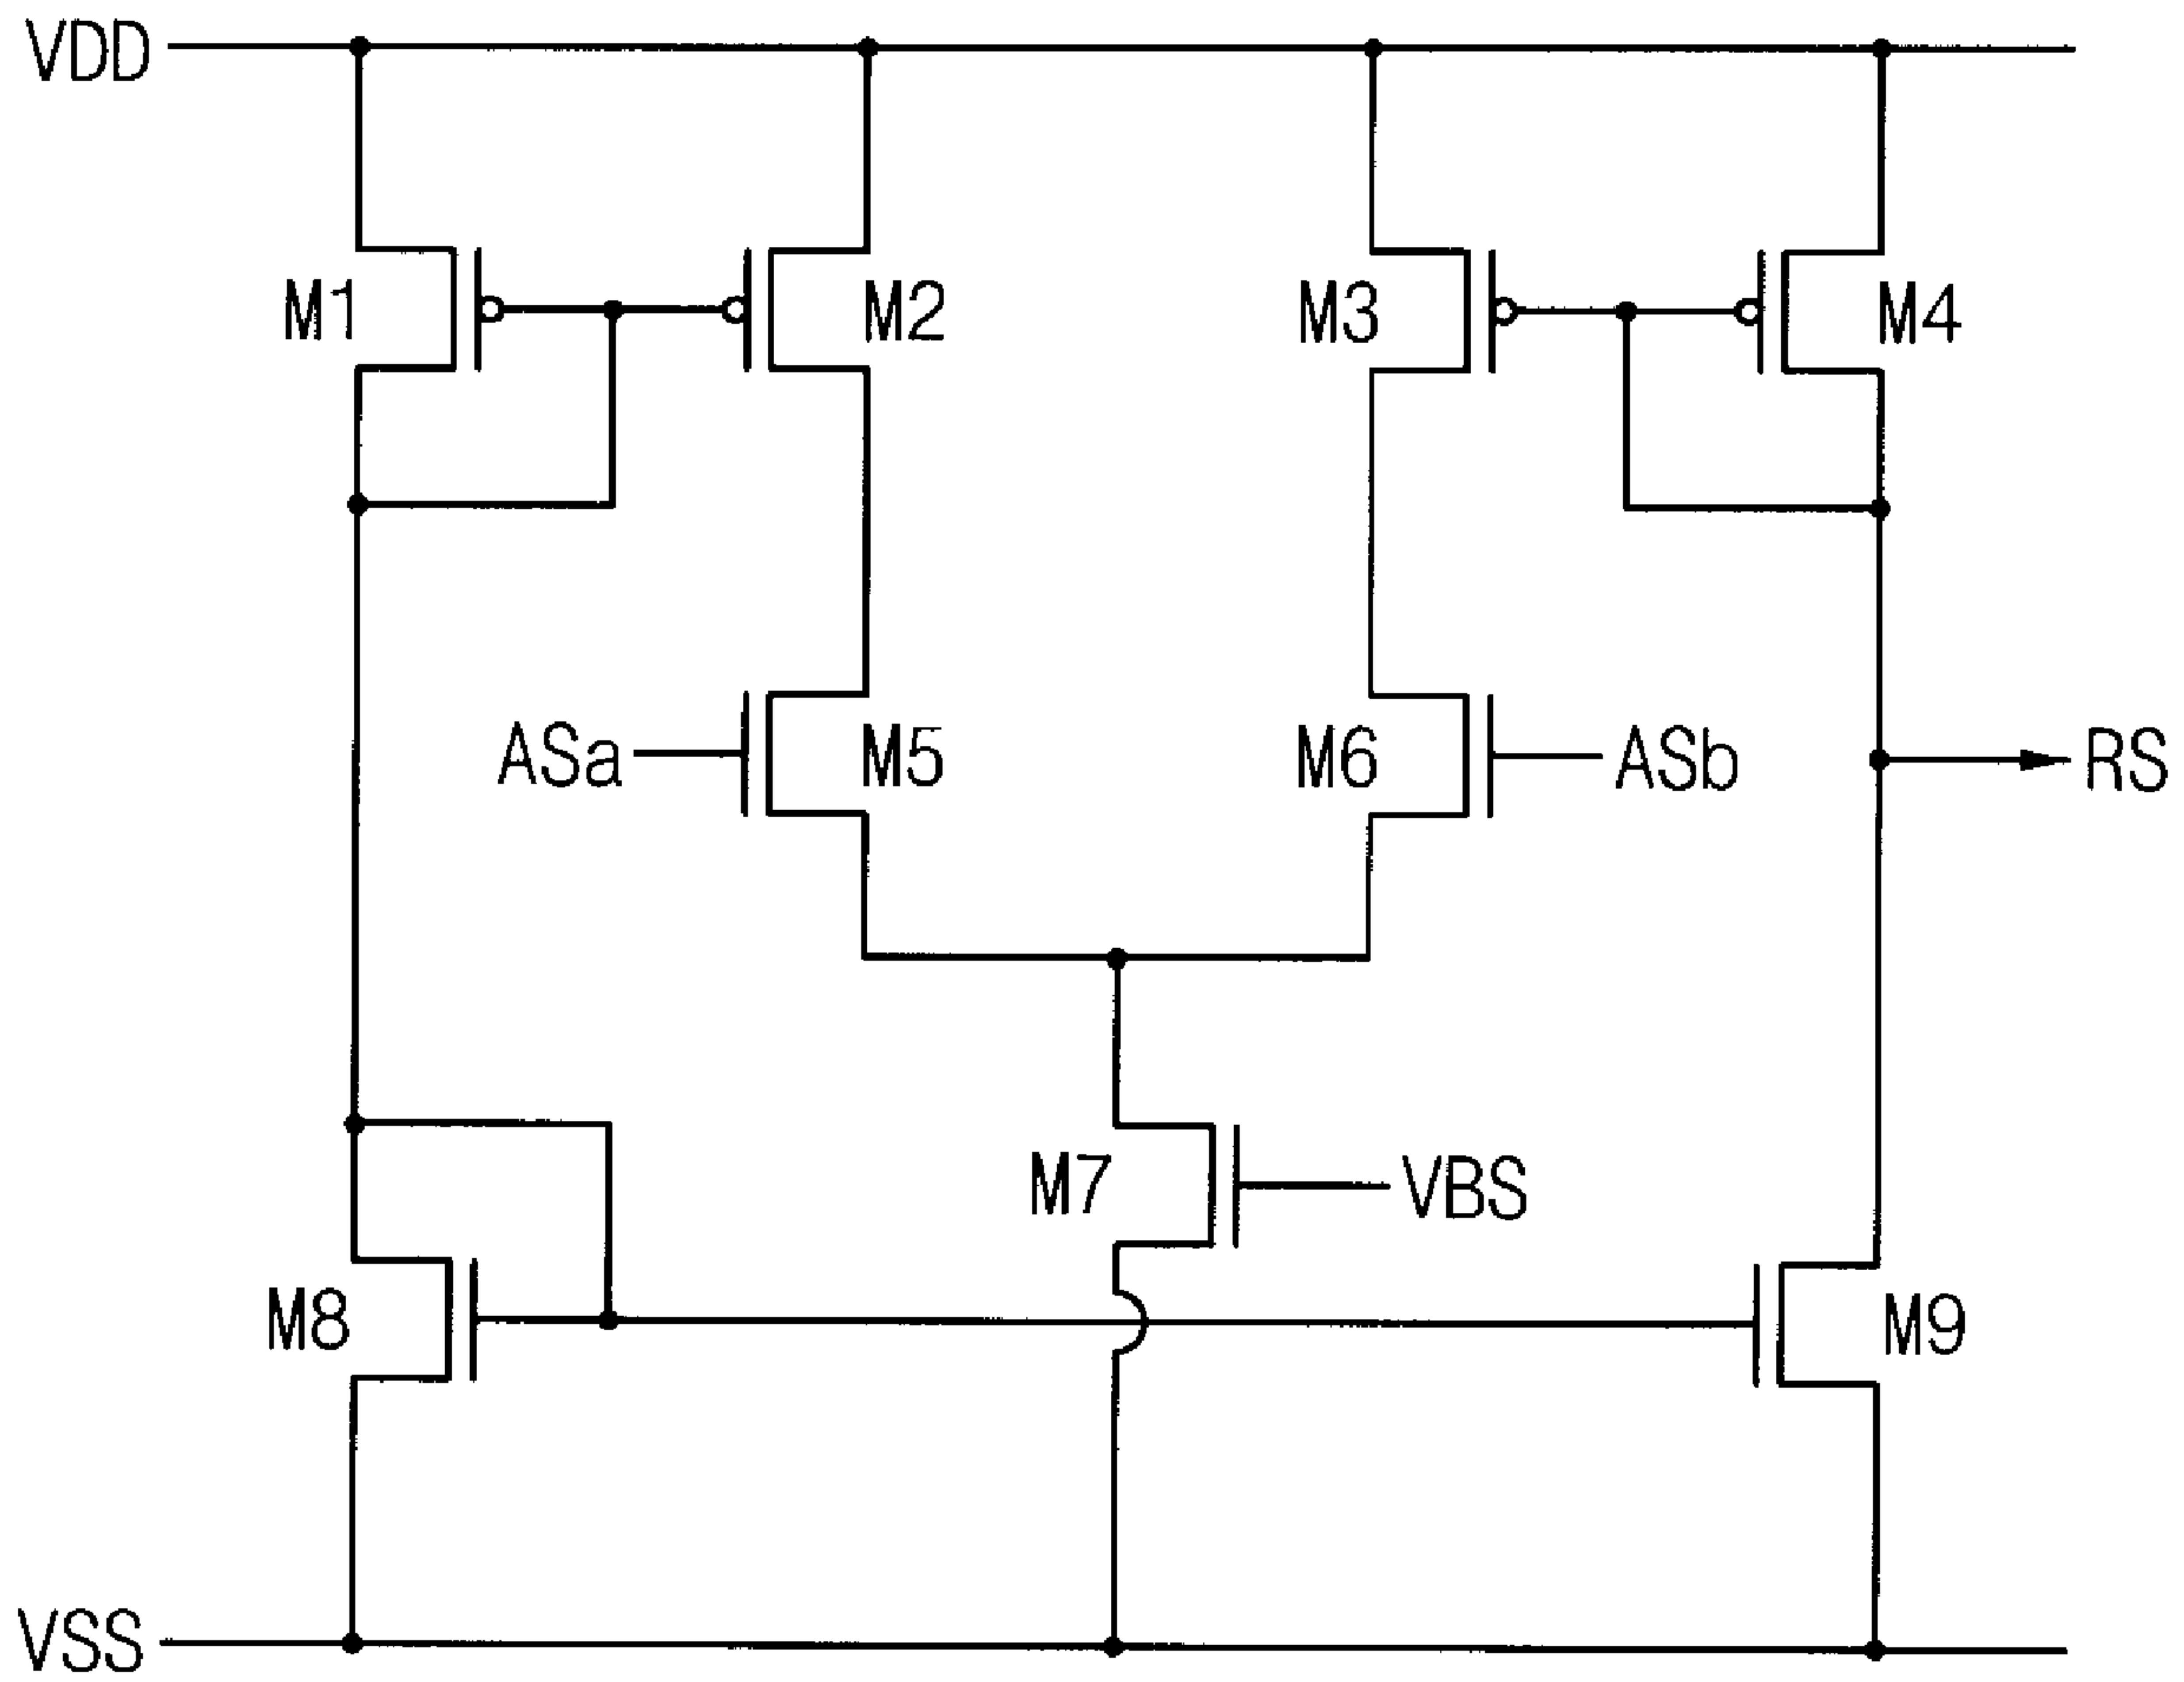 VDD
M1 M2 M3 M4
ASa M5 M6 ASb RS
M7 VBS
M8 M9
VSS